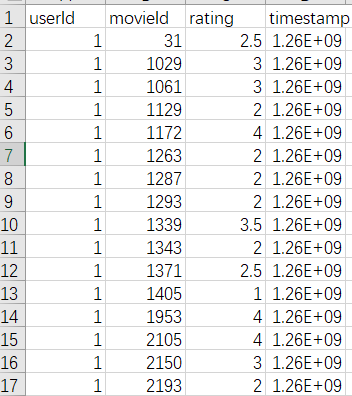 1 userId movieId rating timestamp
2 1 31 2.5 1.26E+09
3 1 1029 3 1.26E+09
4 1 1061 3 1.26E+09
5 1 1129 2 1.26E+09
6 1 1172 4 1.26E+09
7 1 1263 2 1.26E+09
8 1 1287 2 1.26E+09
9 1 1293 2 1.26E+09
10 1 1339 3.5 1.26E+09
11 1 1343 2 1.26E+09
12 1 1371 2.5 1.26E+09
13 1 1405 1 1.26E+09
14 1 1953 4 1.26E+09
15 1 2105 4 1.26E+09
16 1 2150 3 1.26E+09
17 1 2193 2 1.26E+09